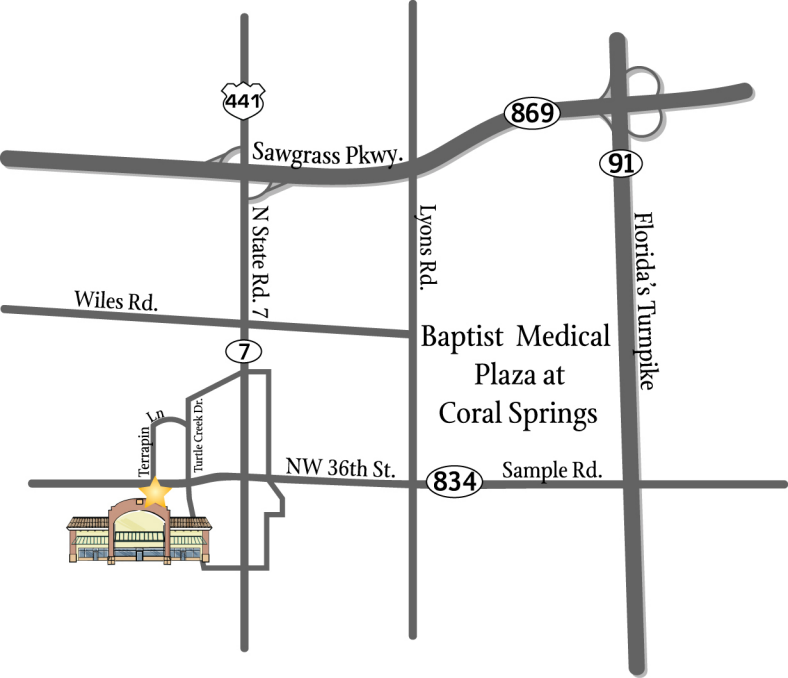 441
869
Sawgrass Pkwy.
91
N State Rd. 7
Lyons Rd.
Florida's Turnpike
Wiles Rd.
7
Baptist Medical
Plaza at
Coral Springs
Terrapin Ln
Turtle Creek Dr.
NW 36th St.
834
Sample Rd.